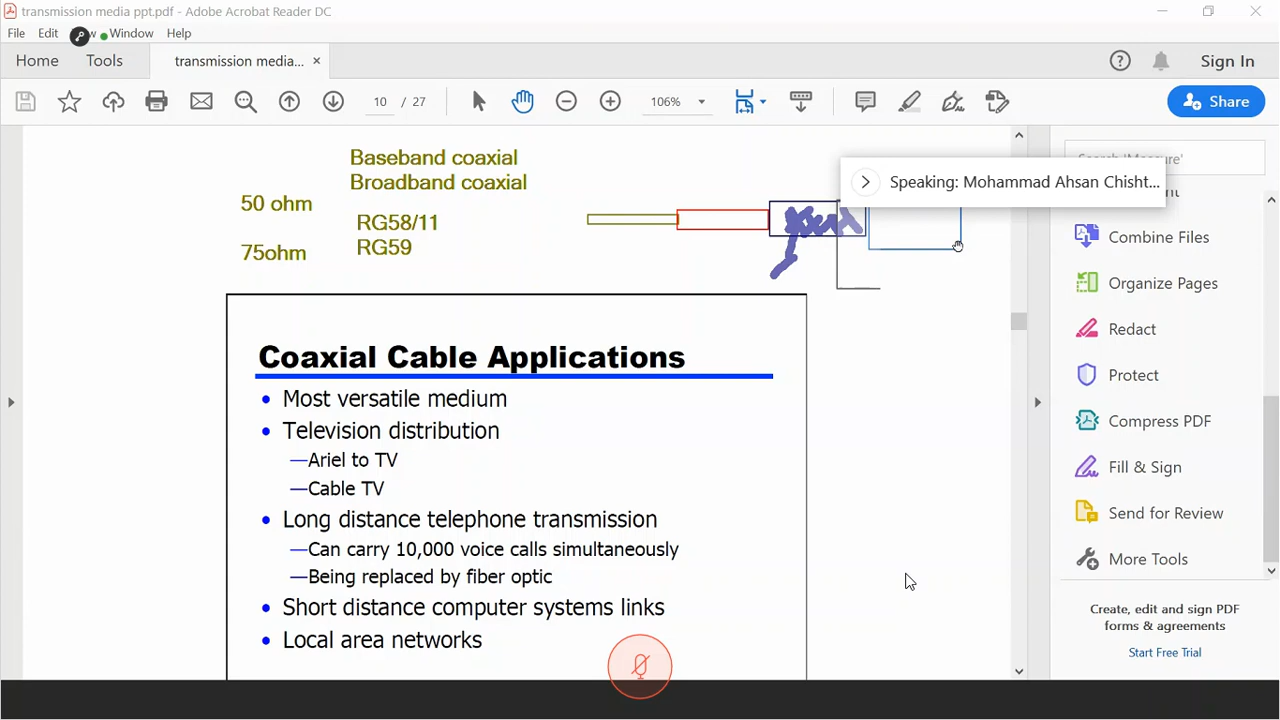 transmission media ppt.pdf - Adobe Acrobat Reader DC
File Edit Window Help
Home Tools transmission media... × Sign In
10 / 27 106% Share
Baseband coaxial
Broadband coaxial
50 ohm
RG58/11
75ohm
RG59
Speaking: Mohammad Ahsan Chisht...
Coaxial Cable Applications
• Most versatile medium
• Television distribution
—Ariel to TV
—Cable TV
• Long distance telephone transmission
—Can carry 10,000 voice calls simultaneously
—Being replaced by fiber optic
• Short distance computer systems links
• Local area networks
Combine Files
Organize Pages
Redact
Protect
Compress PDF
Fill & Sign
Send for Review
More Tools
Create, edit and sign PDF
forms & agreements
Start Free Trial